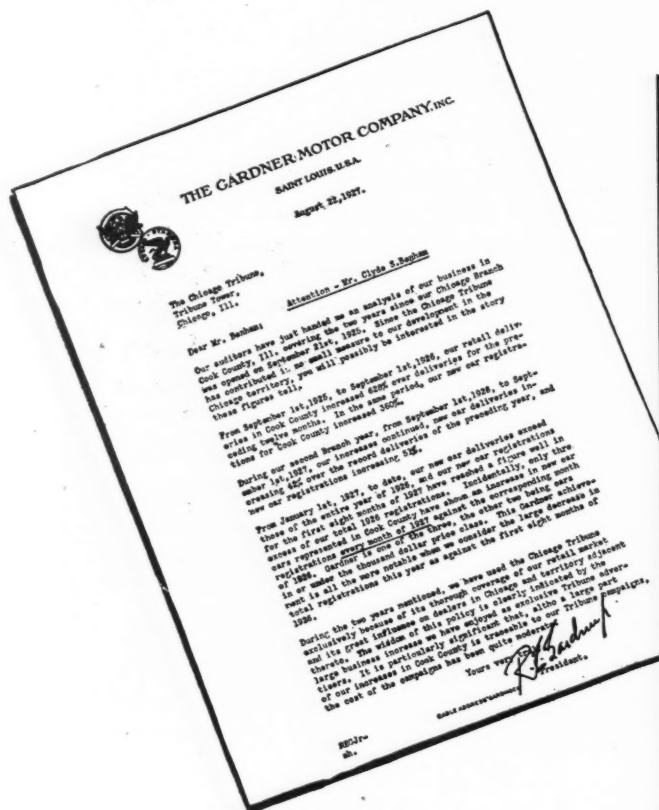 THE GARDNER MOTOR COMPANY, INC.
SAINT LOUIS, U.S.A.
August 22, 1927.
The Chicago Tribune,
Tribune Tower,
Chicago, Ill.
Attention - Mr. Clyde S. Benham
Dear Mr. Benham:
Our auditors have just handed me an analysis of our business in
Cook County, Ill. covering the two years since our Chicago Branch
was opened on September 21st, 1925. Since the Chicago Tribune
has contributed in no small measure to our development in the
Chicago territory, you will possibly be interested in the story
these figures tell.
From September 1st, 1925, to September 1st, 1926, our retail deliv-
eries in Cook County increased over deliveries for the pre-
ceding twelve months. In the same period, our new car registra-
tions for Cook County increased 360%.
During our second Branch year, from September 1st, 1926, to Sept-
ember 1st, 1927, our increases continued, new car deliveries in-
creasing 42% over the record deliveries of the preceding year, and
new car registrations increasing 51%.
From January 1st, 1927, to date, our new car deliveries exceed
those of the entire year of 1926, and our new car registrations
for the first eight months of 1927 have reached a figure well in
excess of our total 1926 registrations. Incidentally, only three
cars represented in Cook County have shown an increase in new car
registrations every month of 1927 against the corresponding month
of 1926. Gardner is one of the three, the other two being cars
in or under the thousand dollar price class. This Gardner achieve-
ment is all the more notable when we consider the large decrease in
total registrations this year as against the first eight months of
1926.
During the two years mentioned, we have used the Chicago Tribune
exclusively because of its thorough coverage of our retail market
and its great influence on dealers in Chicago and territory adjacent
thereto. The wisdom of this policy is clearly indicated by the
large business increase we have enjoyed as exclusive Tribune adver-
tisers. It is particularly significant that, altho a large part
of our increases in Cook County is traceable to our Tribune campaigns,
the cost of the campaigns has been quite moderate.
Yours very truly,
R. E. Gardner Jr
President.
CABLE ADDRESS
REGJr-
ah.